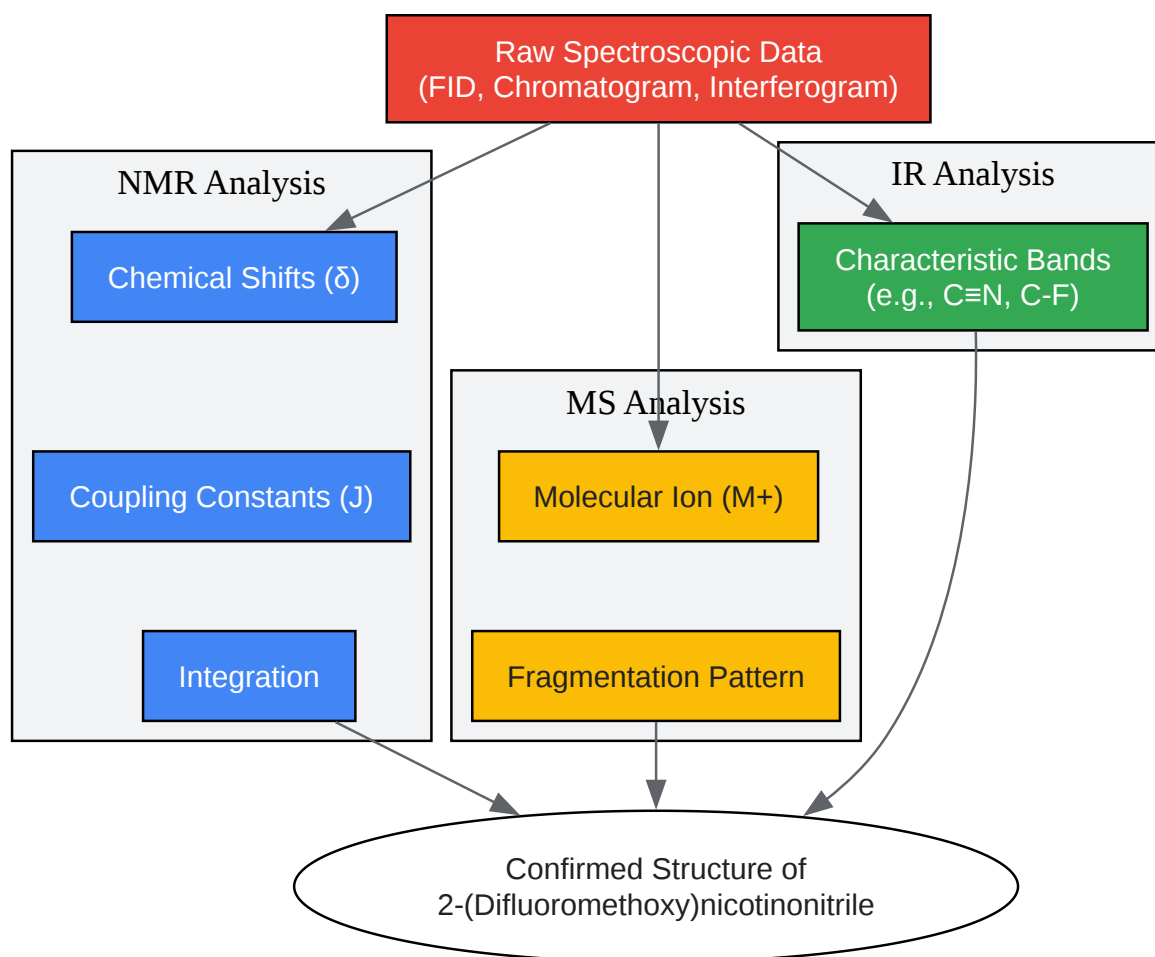 Raw Spectroscopic Data
(FID, Chromatogram, Interferogram)
NMR Analysis
Chemical Shifts (δ)
Coupling Constants (J)
Integration
MS Analysis
Molecular Ion (M+)
Fragmentation Pattern
IR Analysis
Characteristic Bands
(e.g., C≡N, C-F)
Confirmed Structure of
2-(Difluoromethoxy)nicotinonitrile